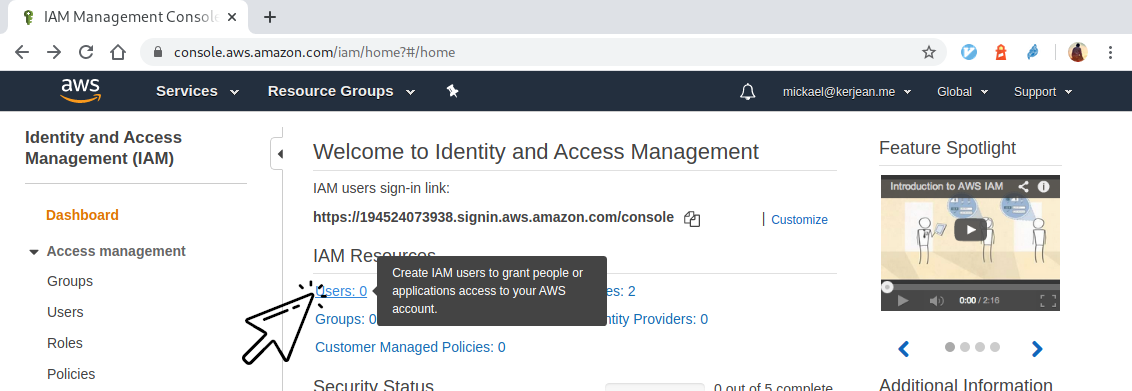 IAM Management Console
console.aws.amazon.com/iam/home?#/home
aws Services Resource Groups mickael@kerjean.me Global Support
Identity and Access
Management (IAM)
Dashboard
Access management
Groups
Users
Roles
Policies
Welcome to Identity and Access Management
IAM users sign-in link:
https://194524073938.signin.aws.amazon.com/console | Customize
IAM Resources
Users: 0
Create IAM users to grant people or
applications access to your AWS
account.
es: 2
Groups: 0
ntity Providers: 0
Customer Managed Policies: 0
Security Status 0 out of 5 complete
Feature Spotlight
Introduction to AWS IAM
0:00 / 2:16
Additional Information